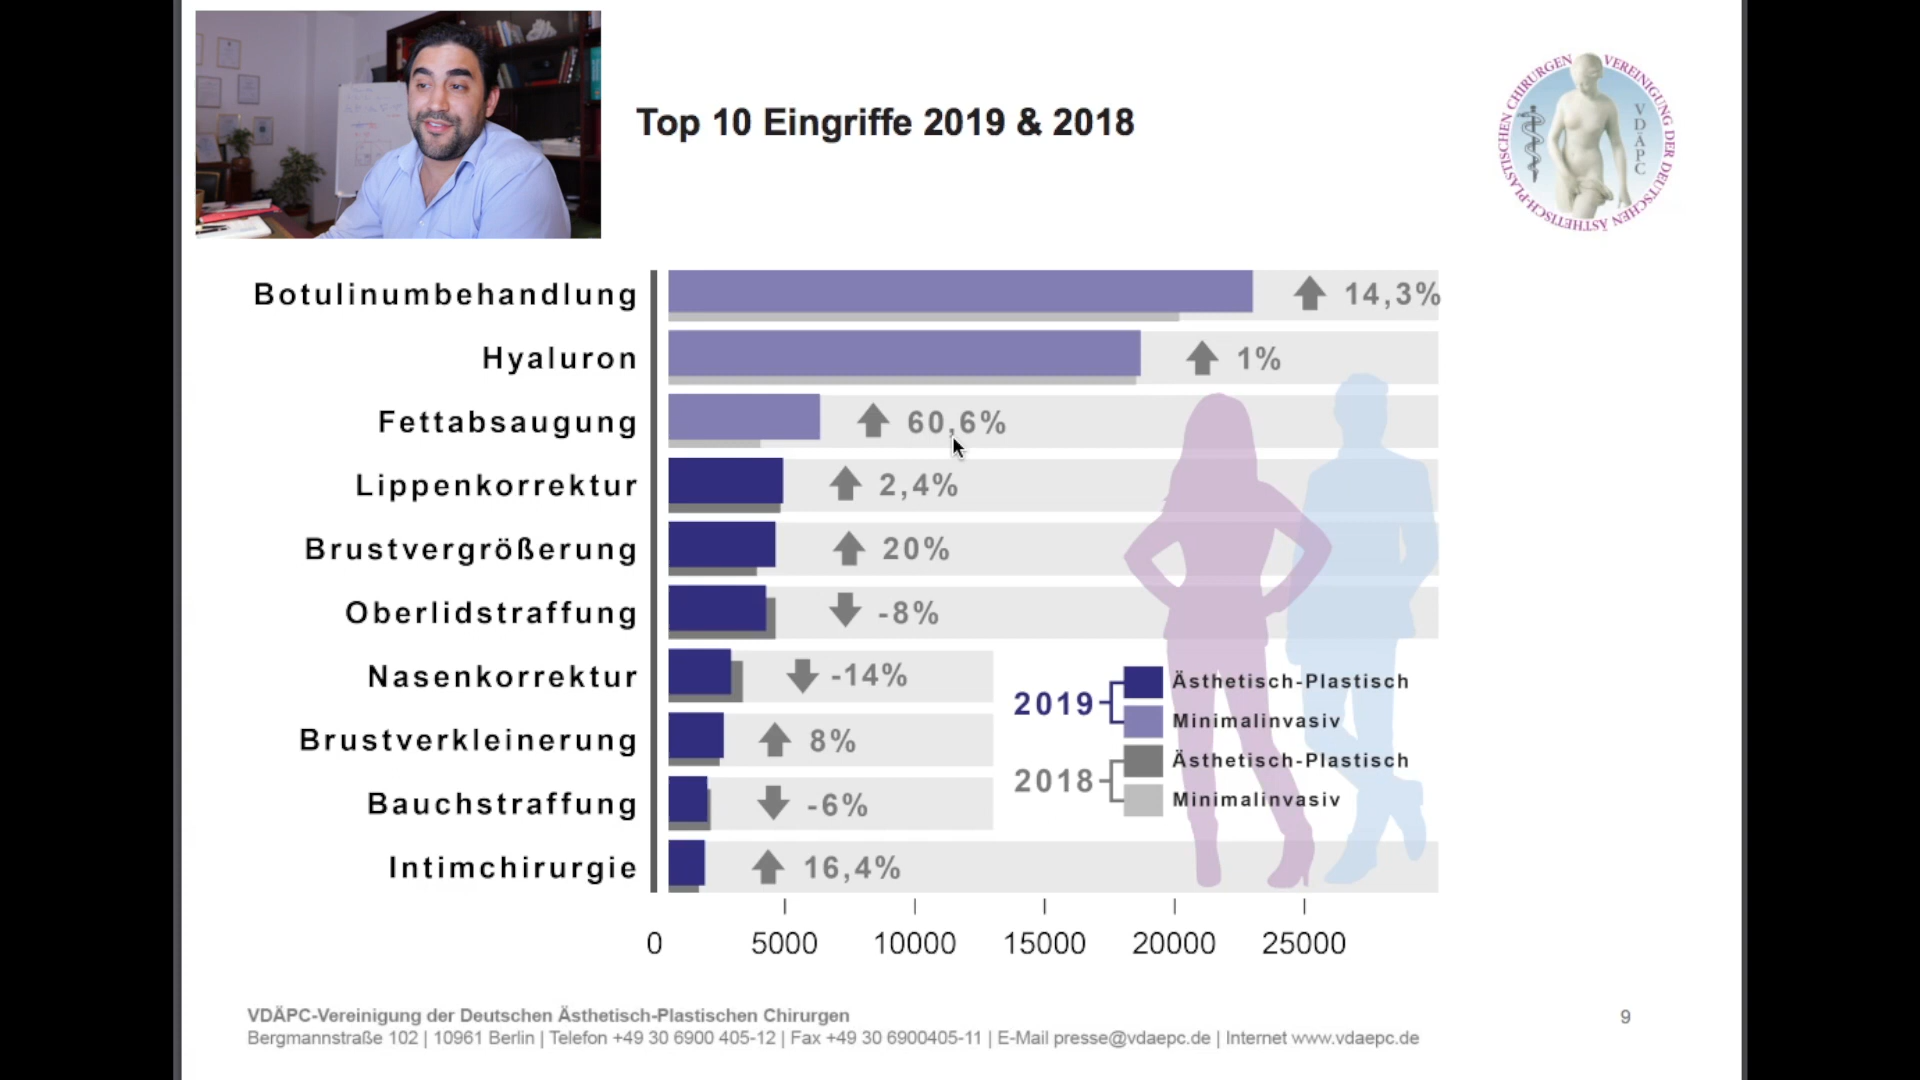 Top 10 Eingriffe 2019 & 2018
VEREINIGUNG DER DEUTSCHEN ÄSTHETISCH-PLASTISCHEN CHIRURGEN
VDÄPC
Botulinumbehandlung 14,3%
Hyaluron 1%
Fettabsaugung 60,6%
Lippenkorrektur 2,4%
Brustvergrößerung 20%
Oberlidstraffung -8%
Nasenkorrektur -14%
Brustverkleinerung 8%
Bauchstraffung -6%
Intimchirurgie 16,4%
2019
Ästhetisch-Plastisch
Minimalinvasiv
2018
Ästhetisch-Plastisch
Minimalinvasiv
0 5000 10000 15000 20000 25000
VDÄPC-Vereinigung der Deutschen Ästhetisch-Plastischen Chirurgen
Bergmannstraße 102 | 10961 Berlin | Telefon +49 30 6900 405-12 | Fax +49 30 6900405-11 | E-Mail presse@vdaepc.de | Internet www.vdaepc.de
9